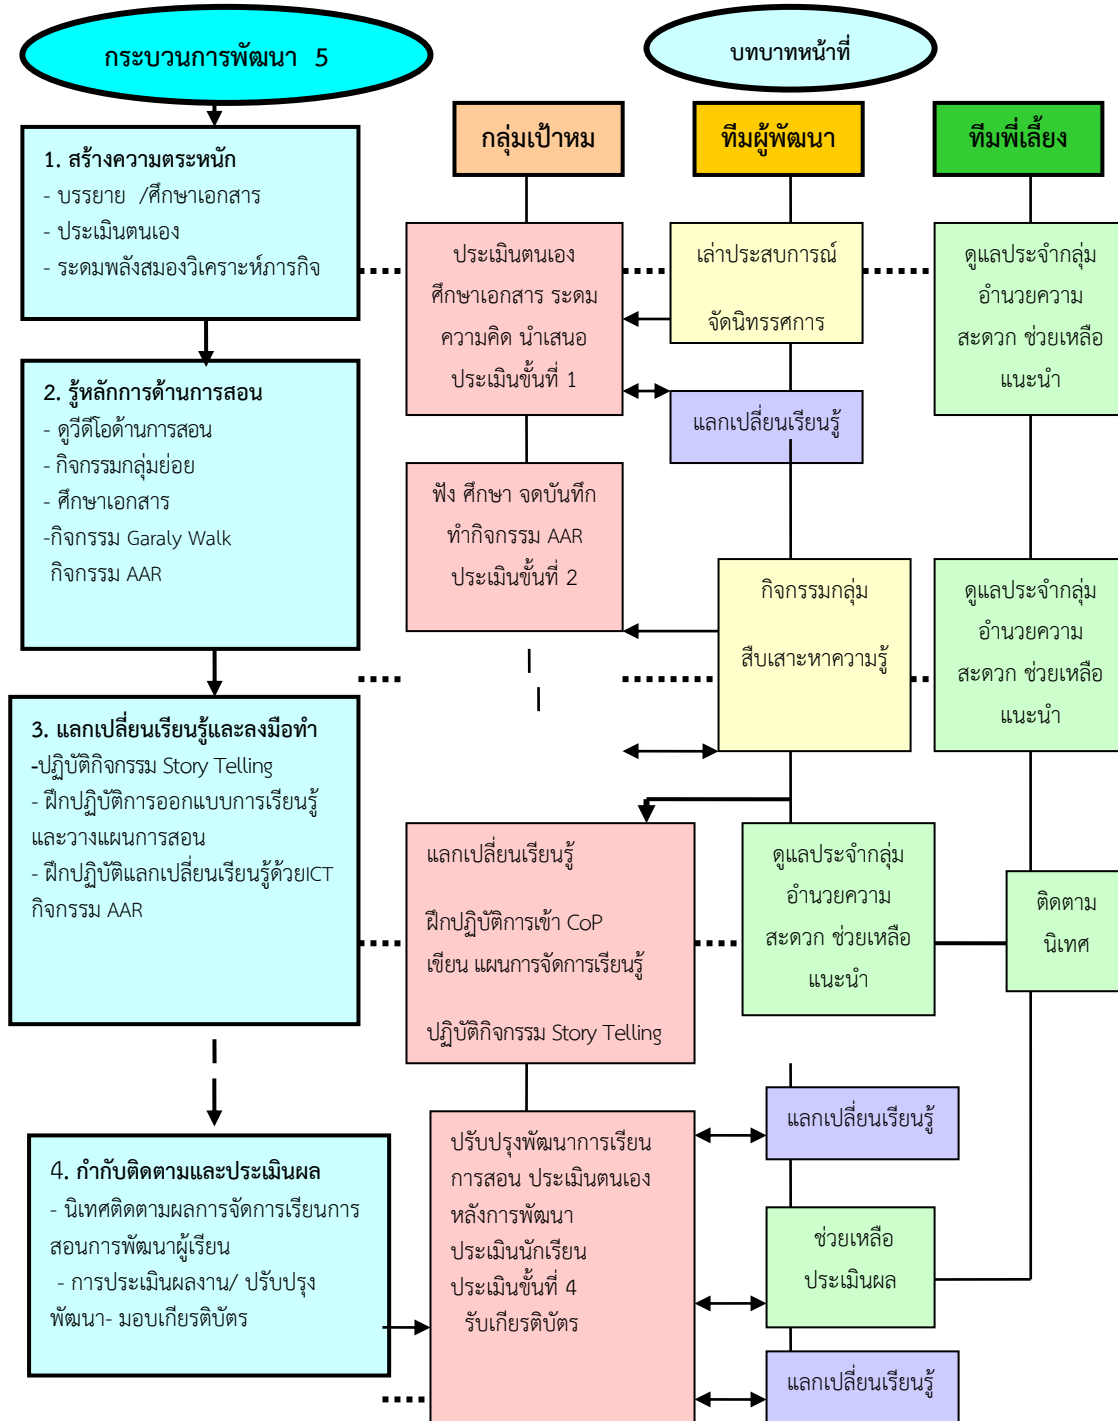 กระบวนการพัฒนา 5
บทบาทหน้าที่
กลุ่มเป้าหม
ทีมผู้พัฒนา
ทีมพี่เลี้ยง
1. สร้างความตระหนัก
- บรรยาย /ศึกษาเอกสาร
- ประเมินตนเอง
- ระดมพลังสมองวิเคราะห์ภารกิจ
ประเมินตนเอง
ศึกษาเอกสาร ระดม
ความคิด นำเสนอ
ประเมินขั้นที่ 1
เล่าประสบการณ์
จัดนิทรรศการ
ดูแลประจำกลุ่ม
อำนวยความ
สะดวก ช่วยเหลือ
แนะนำ
แลกเปลี่ยนเรียนรู้
2. รู้หลักการด้านการสอน
- ดูวีดีโอด้านการสอน
- กิจกรรมกลุ่มย่อย
- ศึกษาเอกสาร
-กิจกรรม Garaly Walk
กิจกรรม AAR
ฟัง ศึกษา จดบันทึก
ทำกิจกรรม AAR
ประเมินขั้นที่ 2
กิจกรรมกลุ่ม
สืบเสาะหาความรู้
ดูแลประจำกลุ่ม
อำนวยความ
สะดวก ช่วยเหลือ
แนะนำ
3. แลกเปลี่ยนเรียนรู้และลงมือทำ
-ปฏิบัติกิจกรรม Story Telling
- ฝึกปฏิบัติการออกแบบการเรียนรู้
และวางแผนการสอน
- ฝึกปฏิบัติแลกเปลี่ยนเรียนรู้ด้วยICT
กิจกรรม AAR
แลกเปลี่ยนเรียนรู้
ฝึกปฏิบัติการเข้า CoP
เขียน แผนการจัดการเรียนรู้
ปฏิบัติกิจกรรม Story Telling
ดูแลประจำกลุ่ม
อำนวยความ
สะดวก ช่วยเหลือ
แนะนำ
ติดตาม
นิเทศ
4. กำกับติดตามและประเมินผล
- นิเทศติดตามผลการจัดการเรียนการ
สอนการพัฒนาผู้เรียน
- การประเมินผลงาน/ ปรับปรุง
พัฒนา- มอบเกียรติบัตร
ปรับปรุงพัฒนาการเรียน
การสอน ประเมินตนเอง
หลังการพัฒนา
ประเมินนักเรียน
ประเมินขั้นที่ 4
รับเกียรติบัตร
แลกเปลี่ยนเรียนรู้
ช่วยเหลือ
ประเมินผล
แลกเปลี่ยนเรียนรู้